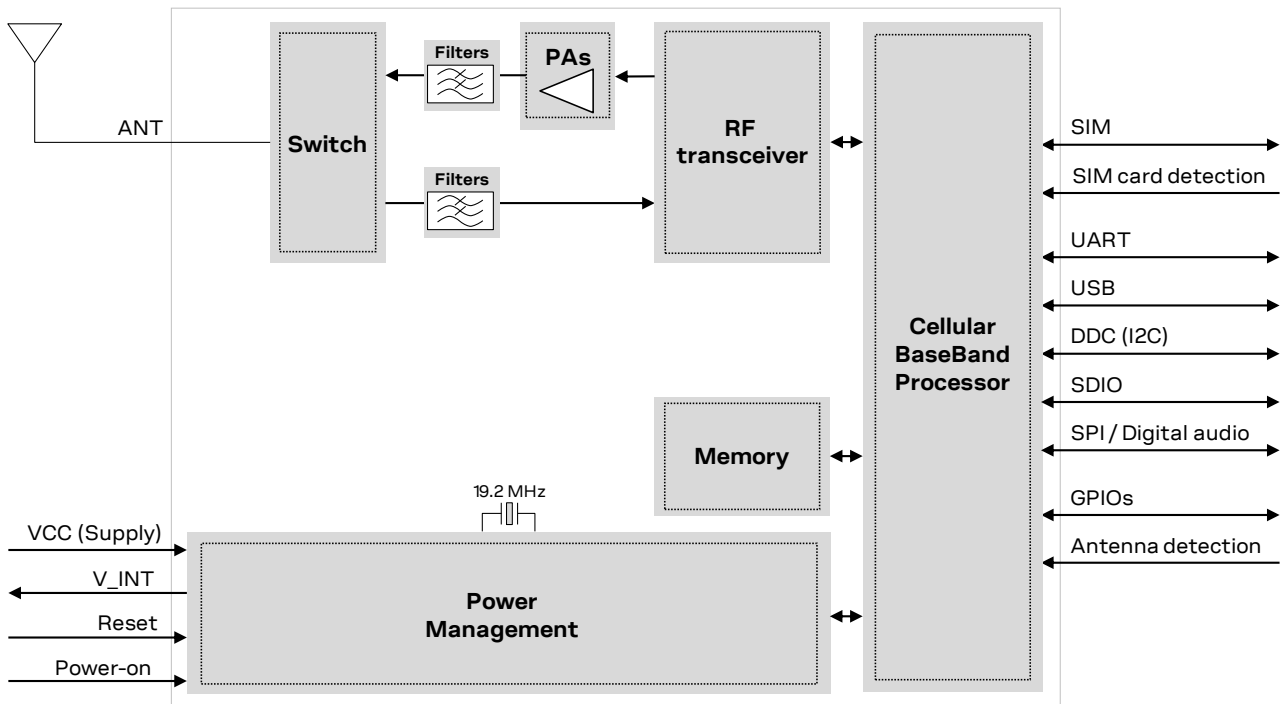 Filters
PAs
ANT
Switch
RF
transceiver
Filters
SIM
SIM card detection
UART
USB
Cellular
BaseBand
Processor
DDC (I2C)
SDIO
SPI / Digital audio
Memory
19.2 MHz
GPIOs
VCC (Supply)
Antenna detection
V_INT
Power
Management
Reset
Power-on